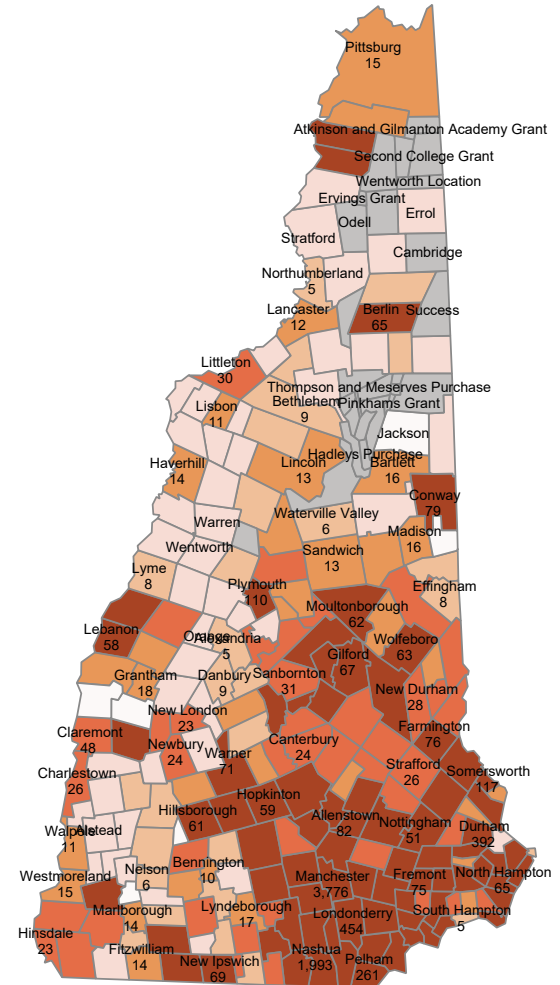 Pittsburg
15
Atkinson and Gilmanton Academy Grant
Second College Grant
Wentworth Location
Ervings Grant
Errol
Odell
Stratford
Cambridge
Northumberland
5
Lancaster
12
Berlin
65
Success
Littleton
30
Thompson and Meserves Purchase
Bethlehem
9
Pinkhams Grant
Lisbon
11
Jackson
Hadleys Purchase
Haverhill
14
Lincoln
13
Bartlett
16
Conway
79
Waterville Valley
6
Warren
Madison
16
Wentworth
Sandwich
13
Lyme
8
Plymouth
110
Effingham
8
Moultonborough
62
Lebanon
58
Orange
Alexandria
5
Wolfeboro
63
Gilford
67
Grantham
18
Danbury
9
Sanbornton
31
New Durham
28
New London
23
Claremont
48
Farmington
76
Newbury
24
Warner
71
Canterbury
24
Strafford
26
Charlestown
26
Somersworth
117
Hopkinton
59
Hillsborough
61
Allenstown
82
Nottingham
51
Durham
392
Walpole
11
Alstead
Bennington
10
Nelson
6
Westmoreland
15
Manchester
3,776
Fremont
75
North Hampton
65
Marlborough
14
Lyndeborough
17
Londonderry
454
South Hampton
5
Hinsdale
23
Fitzwilliam
14
New Ipswich
69
Nashua
1,993
Pelham
261